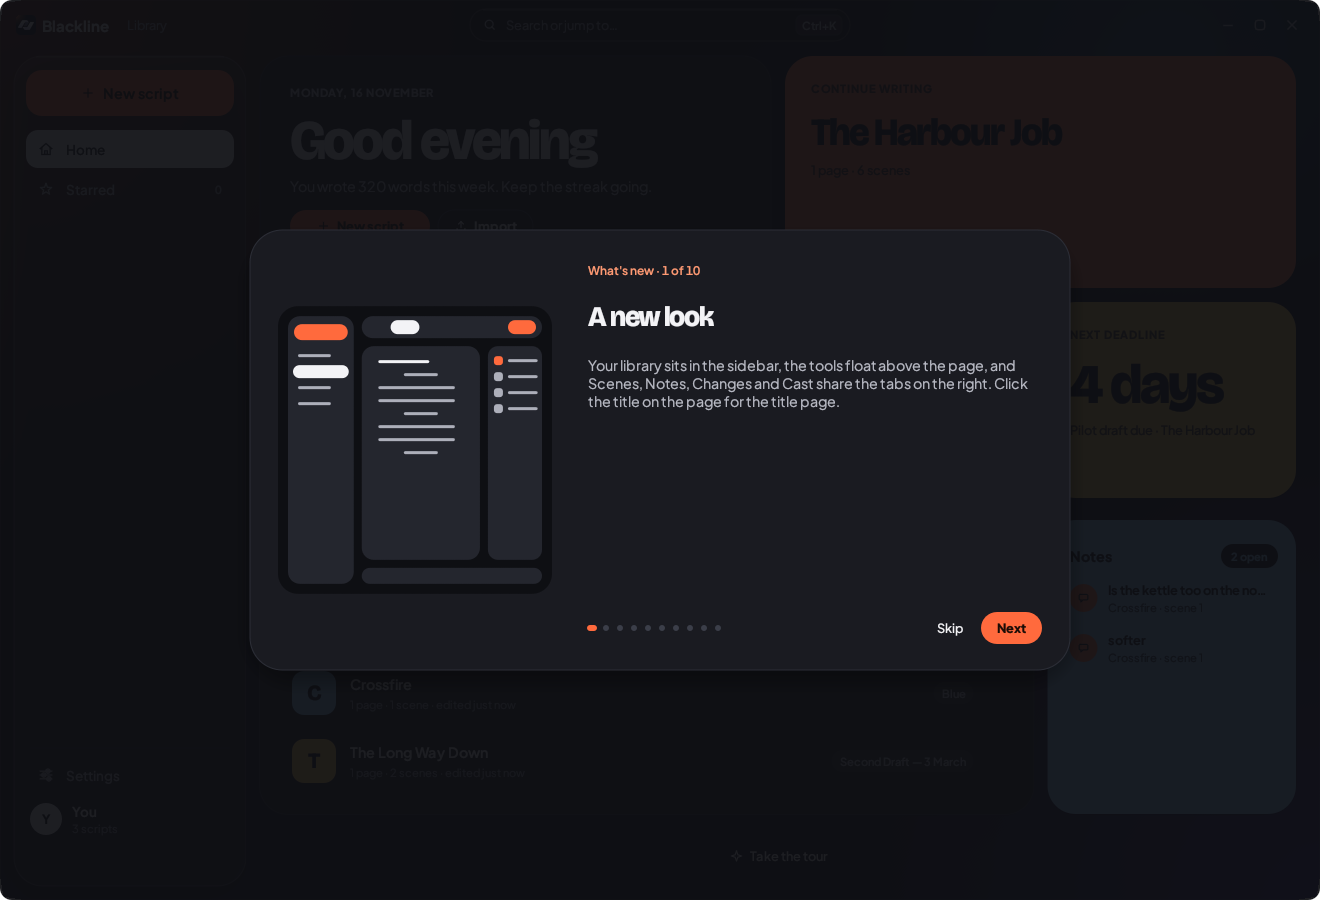 Blackline
Library
Search or jump to...
Ctrl+K
New script
Home
Starred
0
MONDAY, 16 NOVEMBER
Good evening
You wrote 320 words this week. Keep the streak going.
New script
Import
CONTINUE WRITING
The Harbour Job
1 page · 6 scenes
What's new · 1 of 10
A new look
Your library sits in the sidebar, the tools float above the page, and
Scenes, Notes, Changes and Cast share the tabs on the right. Click
the title on the page for the title page.
Skip
Next
NEXT DEADLINE
4 days
Pilot draft due · The Harbour Job
Notes
2 open
Is the kettle too on the no...
Crossfire · scene 1
softer
Crossfire · scene 1
C
Crossfire
1 page · 1 scene · edited just now
Blue
T
The Long Way Down
1 page · 2 scenes · edited just now
Second Draft — 3 March
Settings
Y
You
3 scripts
Take the tour